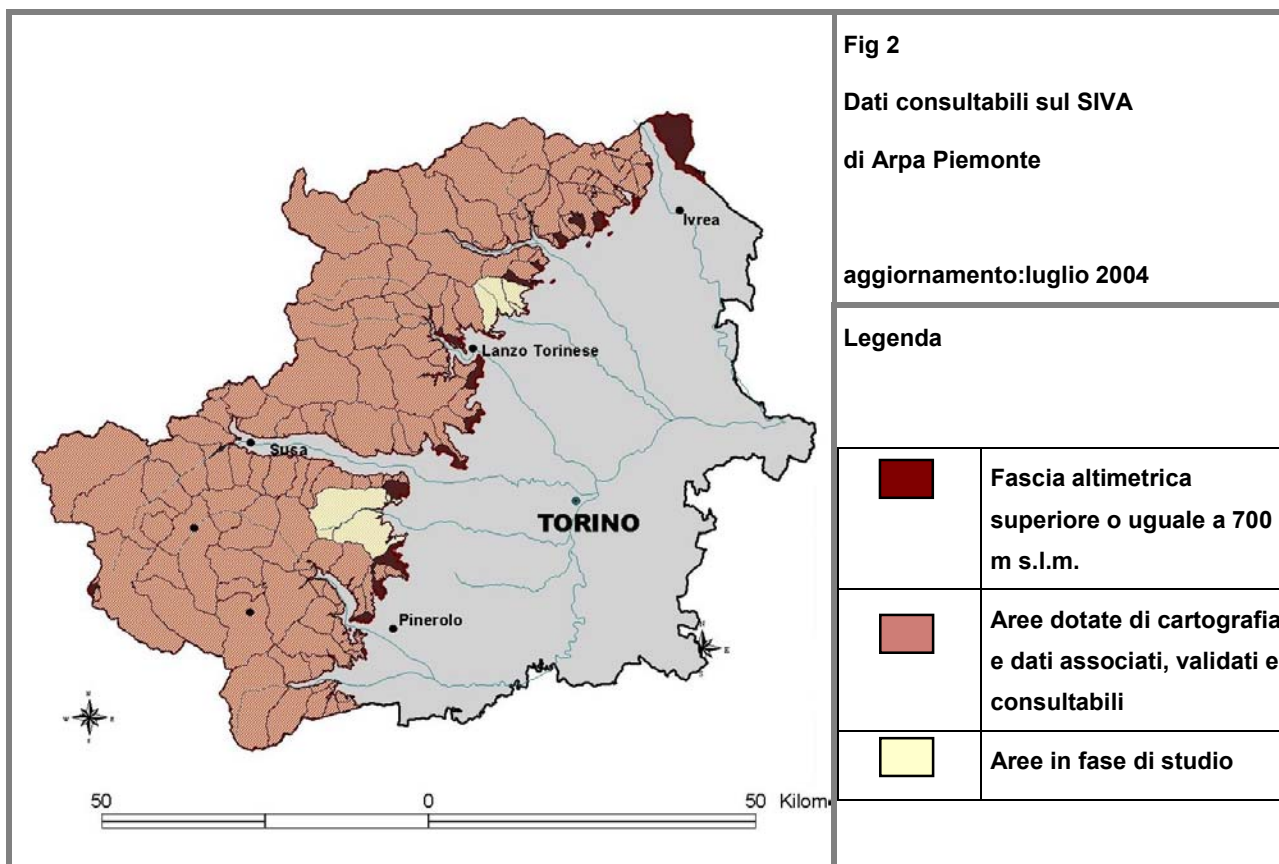 Fig 2
Dati consultabili sul SIVA
di Arpa Piemonte
aggiornamento:luglio 2004
Ivrea
Lanzo Torinese
Susa
TORINO
Pinerolo
50
0
50 Kilom
Legenda
Fascia altimetrica
superiore o uguale a 700
m s.l.m.
Aree dotate di cartografia
e dati associati, validati e
consultabili
Aree in fase di studio